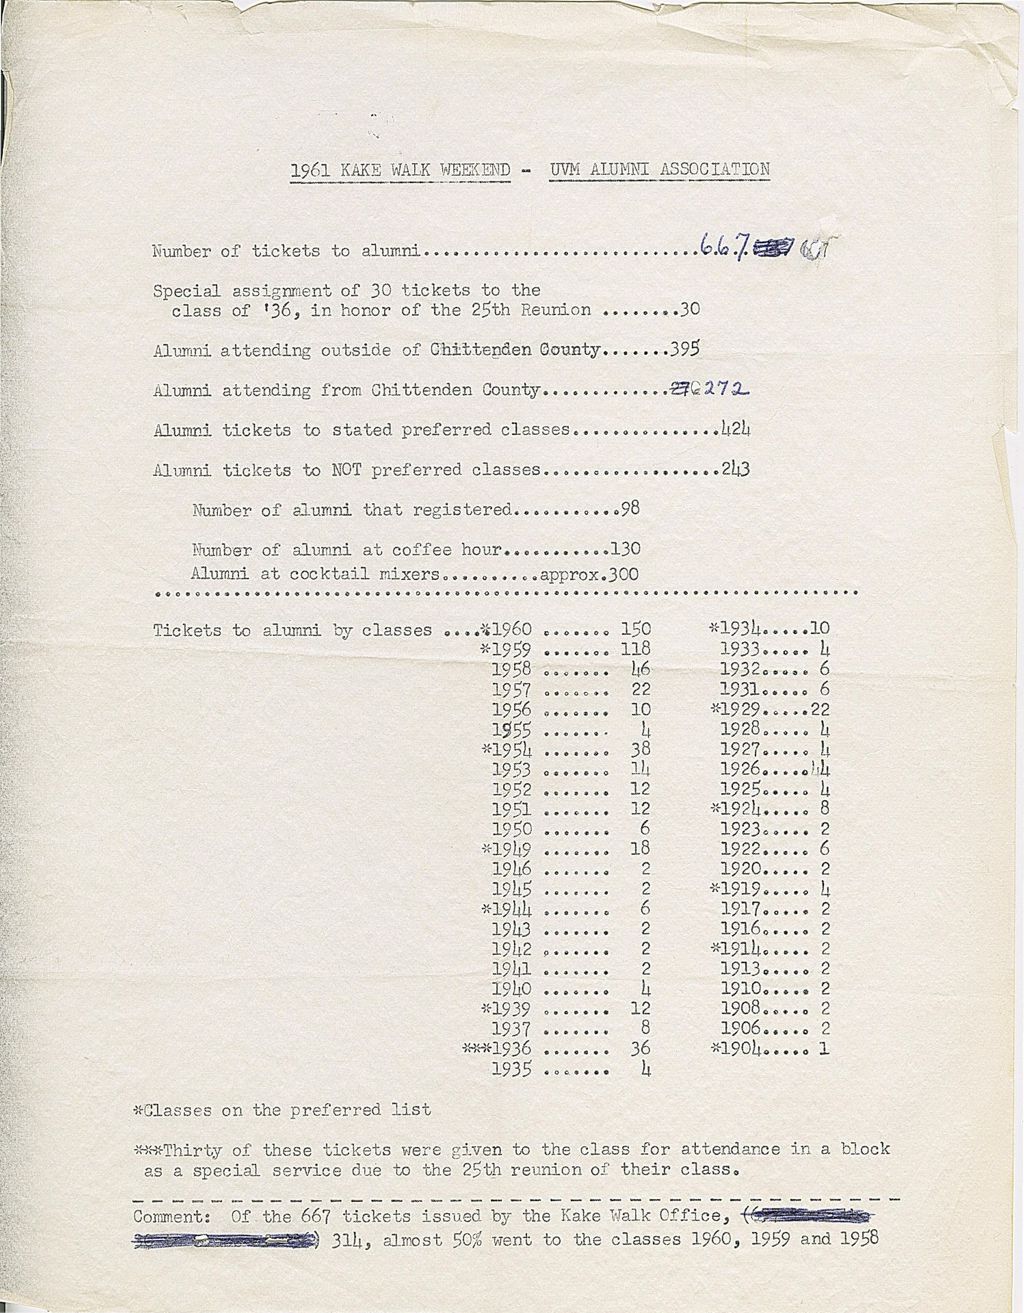 1961 KAKE WALK WEEKEND - UVM ALUMNI ASSOCIATION
Number of tickets to alumni.............................667.
Special assignment of 30 tickets to the
class of '36, in honor of the 25th Reunion ........30
Alumni attending outside of Chittenden County.......395
Alumni attending from Chittenden County.............272
Alumni tickets to stated preferred classes...............424
Alumni tickets to NOT preferred classes..................243
Number of alumni that registered...........98
Number of alumni at coffee hour...........130
Alumni at cocktail mixers..........approx.300
Tickets to alumni by classes ....*1960 ....... 150 *1934.....10
*1959 ....... 118 1933..... 4
1958 ....... 46 1932..... 6
1957 ....... 22 1931..... 6
1956 ....... 10 *1929.....22
1955 ....... 4 1928..... 4
*1954 ....... 38 1927..... 4
1953 ....... 14 1926.....44
1952 ....... 12 1925..... 4
1951 ....... 12 *1924..... 8
1950 ....... 6 1923..... 2
*1949 ....... 18 1922..... 6
1946 ....... 2 1920..... 2
1945 ....... 2 *1919..... 4
*1944 ....... 6 1917..... 2
1943 ....... 2 1916..... 2
1942 ....... 2 *1914..... 2
1941 ....... 2 1913..... 2
1940 ....... 4 1910..... 2
*1939 ....... 12 1908..... 2
1937 ....... 8 1906..... 2
***1936 ....... 36 *1904..... 1
1935 ....... 4
*Classes on the preferred list
***Thirty of these tickets were given to the class for attendance in a block
as a special service due to the 25th reunion of their class.
Comment: Of the 667 tickets issued by the Kake Walk Office, (
) 314, almost 50% went to the classes 1960, 1959 and 1958